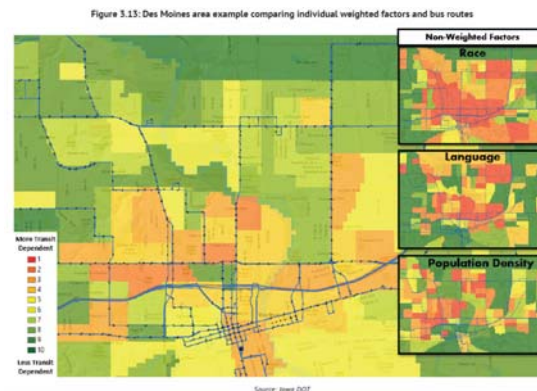 Figure 3.13: Des Moines area example comparing individual weighted factors and bus routes
Non-Weighted Factors
Race
Language
Population Density
More Transit
Dependent
1
2
3
4
5
6
7
8
9
10
Less Transit
Dependent
Source: Iowa DOT